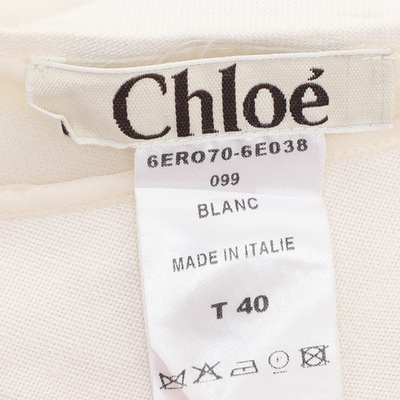 Chloé
6ERO70-6E038
099
BLANC
MADE IN ITALIE
T 40